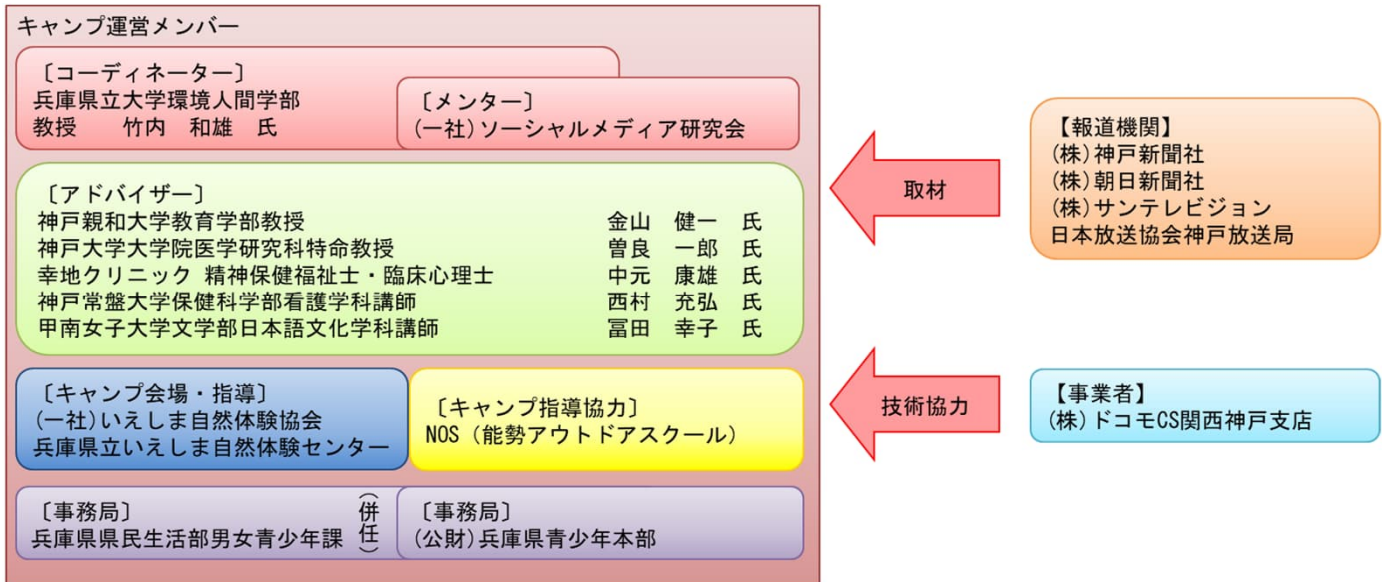 キャンプ運営メンバー
〔コーディネーター〕
兵庫県立大学環境人間学部
教授　竹内　和雄　氏
〔メンター〕
(一社)ソーシャルメディア研究会
〔アドバイザー〕
神戸親和大学教育学部教授　金山　健一　氏
神戸大学大学院医学研究科特命教授　曽良　一郎　氏
幸地クリニック 精神保健福祉士・臨床心理士　中元　康雄　氏
神戸常盤大学保健科学部看護学科講師　西村　充弘　氏
甲南女子大学文学部日本語文化学科講師　冨田　幸子　氏
〔キャンプ会場・指導〕
(一社)いえしま自然体験協会
兵庫県立いえしま自然体験センター
〔キャンプ指導協力〕
NOS（能勢アウトドアスクール）
〔事務局〕
兵庫県県民生活部男女青少年課
（併任）
〔事務局〕
(公財)兵庫県青少年本部
取材
【報道機関】
(株)神戸新聞社
(株)朝日新聞社
(株)サンテレビジョン
日本放送協会神戸放送局
技術協力
【事業者】
(株)ドコモCS関西神戸支店